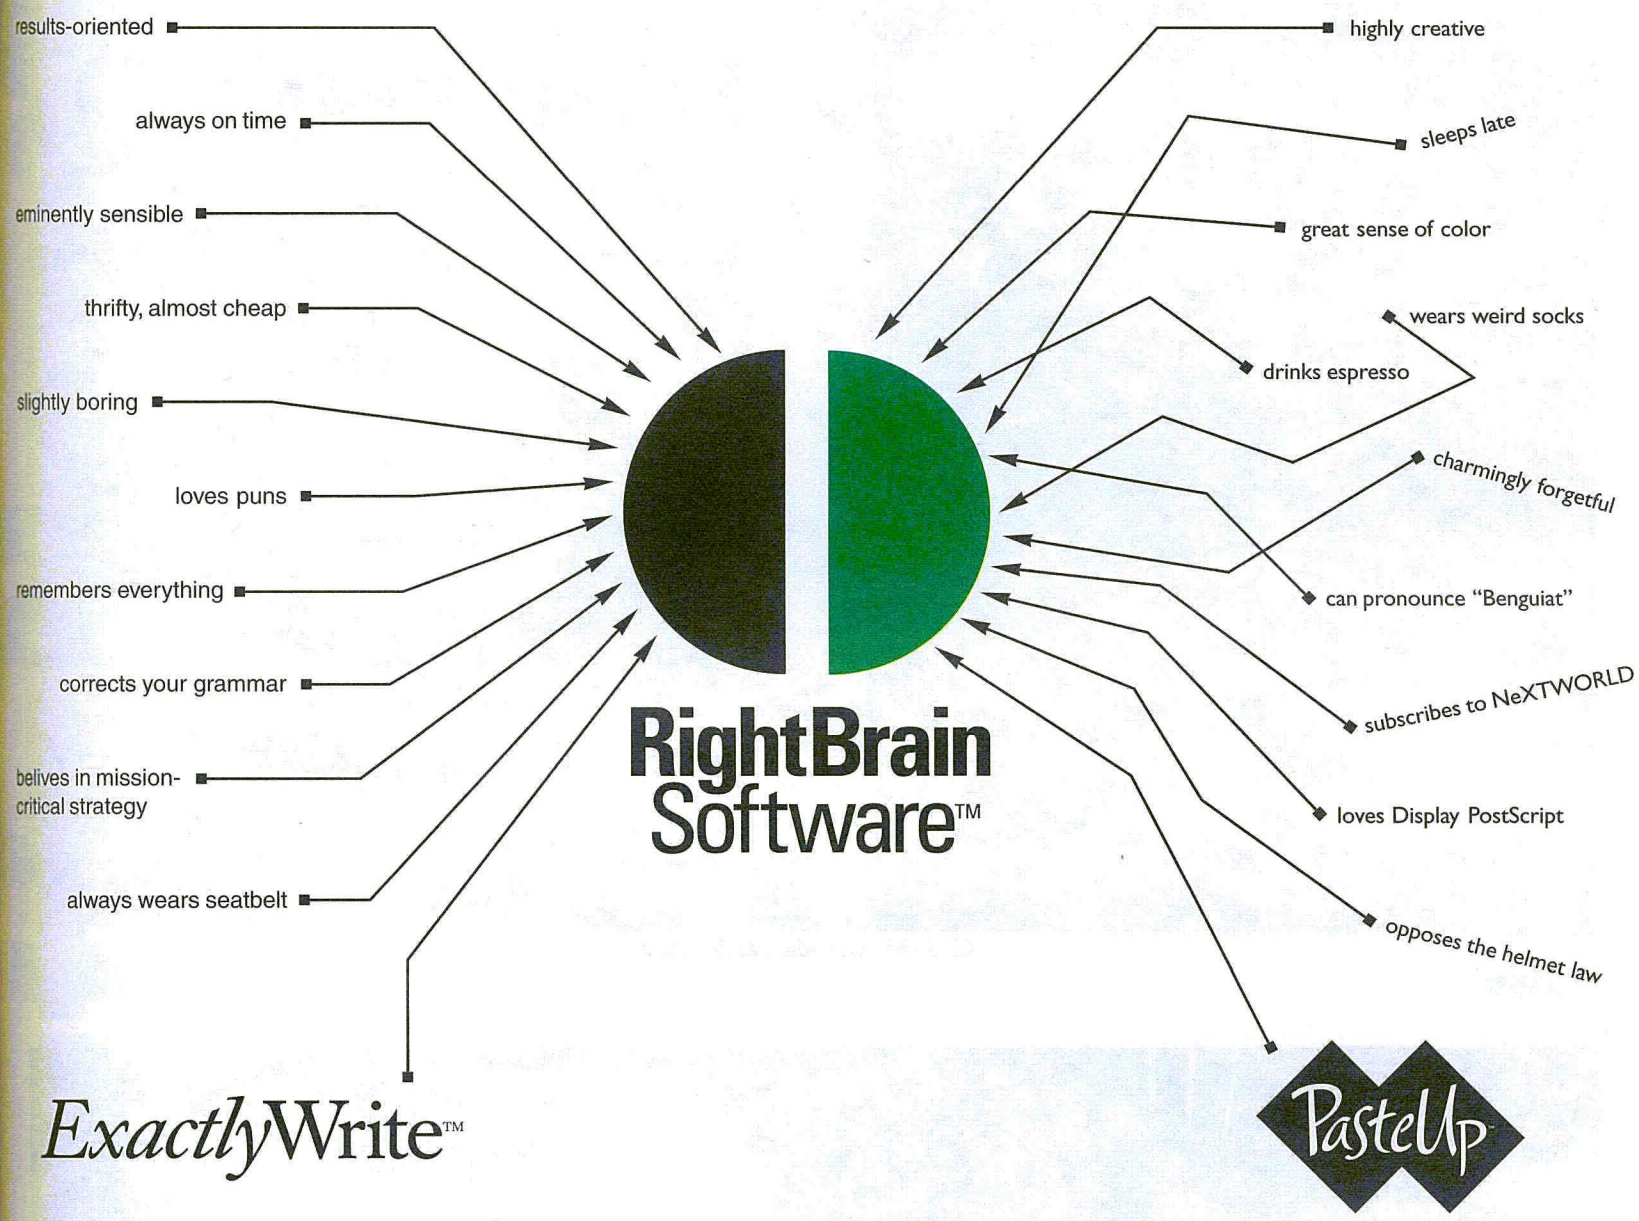 results-oriented
always on time
eminently sensible
thrifty, almost cheap
slightly boring
loves puns
remembers everything
corrects your grammar
belives in mission-
critical strategy
always wears seatbelt
ExactlyWrite™
RightBrain
Software™
highly creative
sleeps late
great sense of color
wears weird socks
drinks espresso
charmingly forgetful
can pronounce “Benguiat”
subscribes to NeXTWORLD
loves Display PostScript
opposes the helmet law
PasteUp™